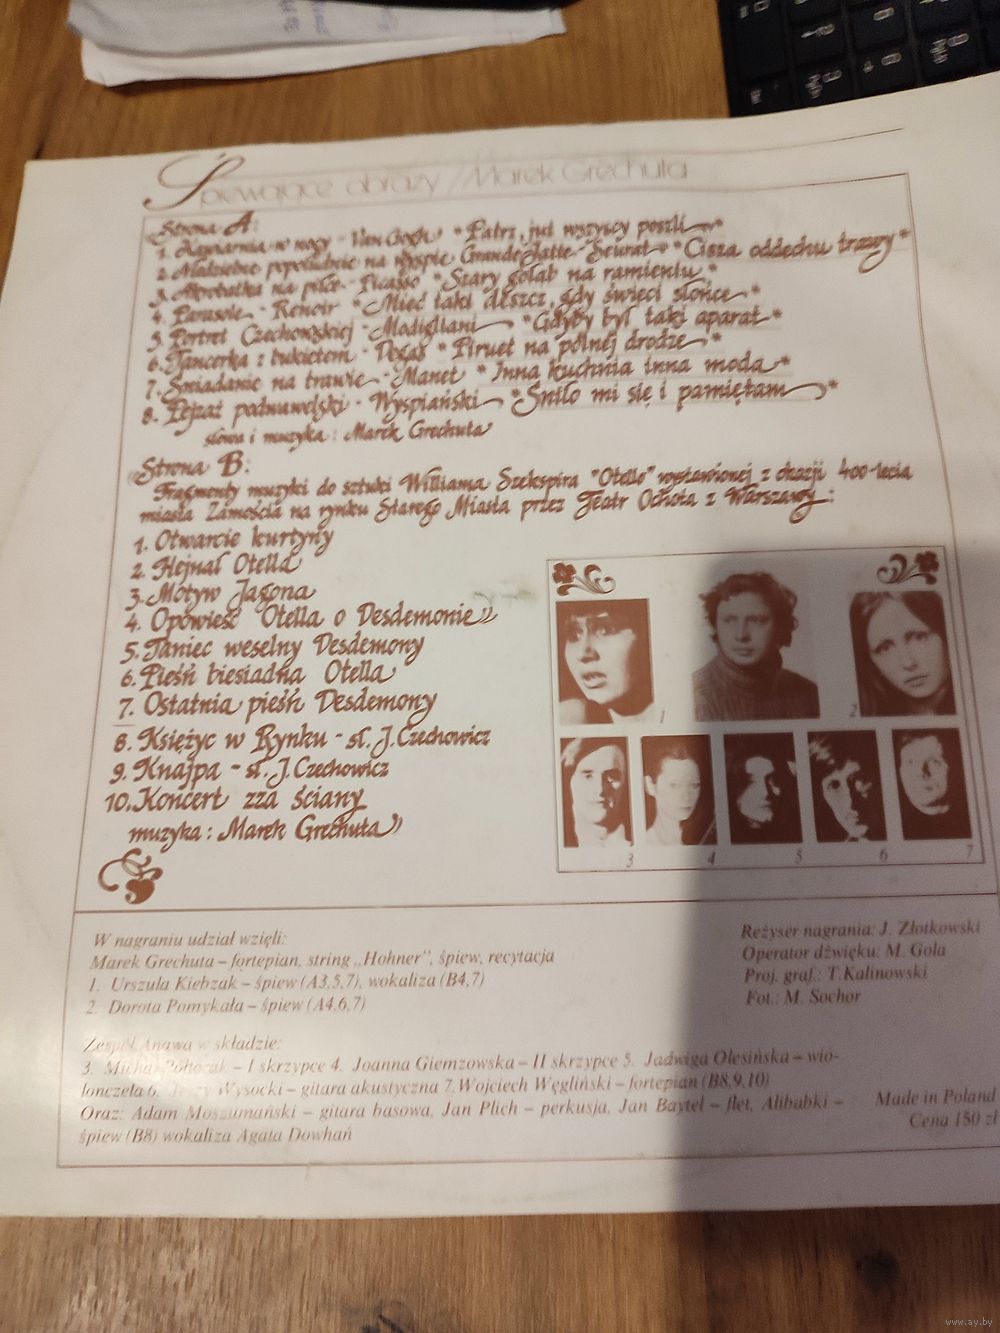 Śpiewające obrazy // Marek Grechuta
Strona A:
1. Kawiarnia w nocy - Van Gogh * Patrz, już wszyscy poszli *
2. Niedzielne popołudnie na wyspie Grande Jatte - Seurat * Cisza oddechu trawy *
3. Akrobatka na piłce - Picasso * Stary gołąb na ramieniu *
4. Parasole - Renoir * Mieć taki deszcz, gdy świeci słońce *
5. Portret Czechowskiej - Modigliani * Gdyby był taki aparat *
6. Tancerka z bukietem - Degas * Piruet na polnej drodze *
7. Śniadanie na trawie - Manet * Inna kuchnia inna moda *
8. Pejzaż podwawelski - Wyspiański * Śniło mi się i pamiętam *
słowa i muzyka: Marek Grechuta
Strona B:
Fragmenty muzyki do sztuki Williama Szekspira "Otello" wystawionej z okazji 400-lecia
miasta Zamościa na rynku Starego Miasta przez Teatr Ochota z Warszawy:
1. Otwarcie kurtyny
2. Hejnał Otella
3. Motyw Jagona
4. Opowieść Otella o Desdemonie
5. Taniec weselny Desdemony
6. Pieśń biesiadna Otella
7. Ostatnia pieśń Desdemony
8. Księżyc w Rynku - sł. J. Czechowicz
9. Knajpa - sł. J. Czechowicz
10. Koncert zza ściany
muzyka: Marek Grechuta
1 2
3 4 5 6 7
W nagraniu udział wzięli:
Marek Grechuta – fortepian, string „Hohner”, śpiew, recytacja
1. Urszula Kiebzak – śpiew (A3,5,7), wokaliza (B4,7)
2. Dorota Pomykała – śpiew (A4,6,7)
Reżyser nagrania: J. Złotkowski
Operator dźwięku: M. Gola
Proj. graf.: T. Kalinowski
Fot.: M. Sochor
Zespół Anawa w składzie:
3. Michał Półtorak – I skrzypce 4. Joanna Giemzowska – II skrzypce 5. Jadwiga Olesińska – wio-
lonczela 6. Jerzy Wysocki – gitara akustyczna 7. Wojciech Węgliński – fortepian (B8,9,10)
Oraz: Adam Moszumański – gitara basowa, Jan Plich – perkusja, Jan Baytel – flet, Alibabki –
śpiew (B8) wokaliza Agata Dowhań
Made in Poland
Cena 150 zł
www.ay.by